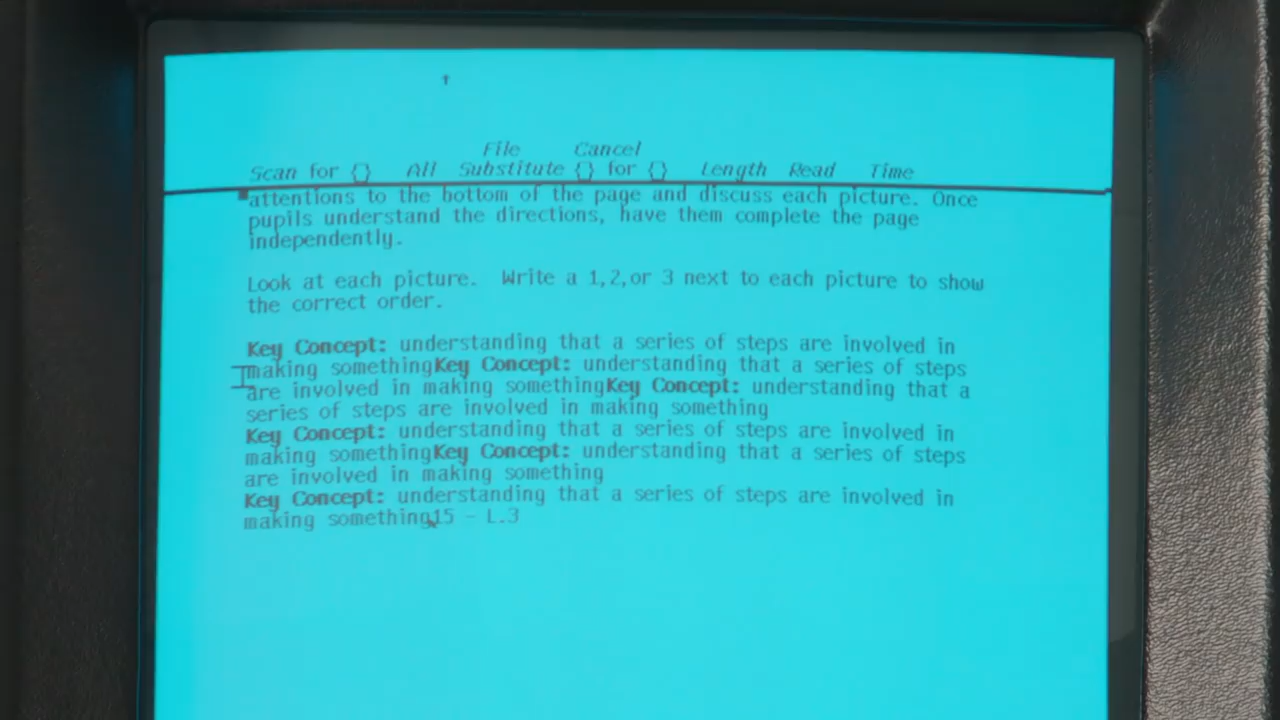 File Cancel
Scan for {} All Substitute {} for {} Length Read Time
attentions to the bottom of the page and discuss each picture. Once
pupils understand the directions, have them complete the page
independently.
Look at each picture. Write a 1,2,or 3 next to each picture to show
the correct order.
Key Concept: understanding that a series of steps are involved in
making somethingKey Concept: understanding that a series of steps
are involved in making somethingKey Concept: understanding that a
series of steps are involved in making something
Key Concept: understanding that a series of steps are involved in
making somethingKey Concept: understanding that a series of steps
are involved in making something
Key Concept: understanding that a series of steps are involved in
making something15 - L.3